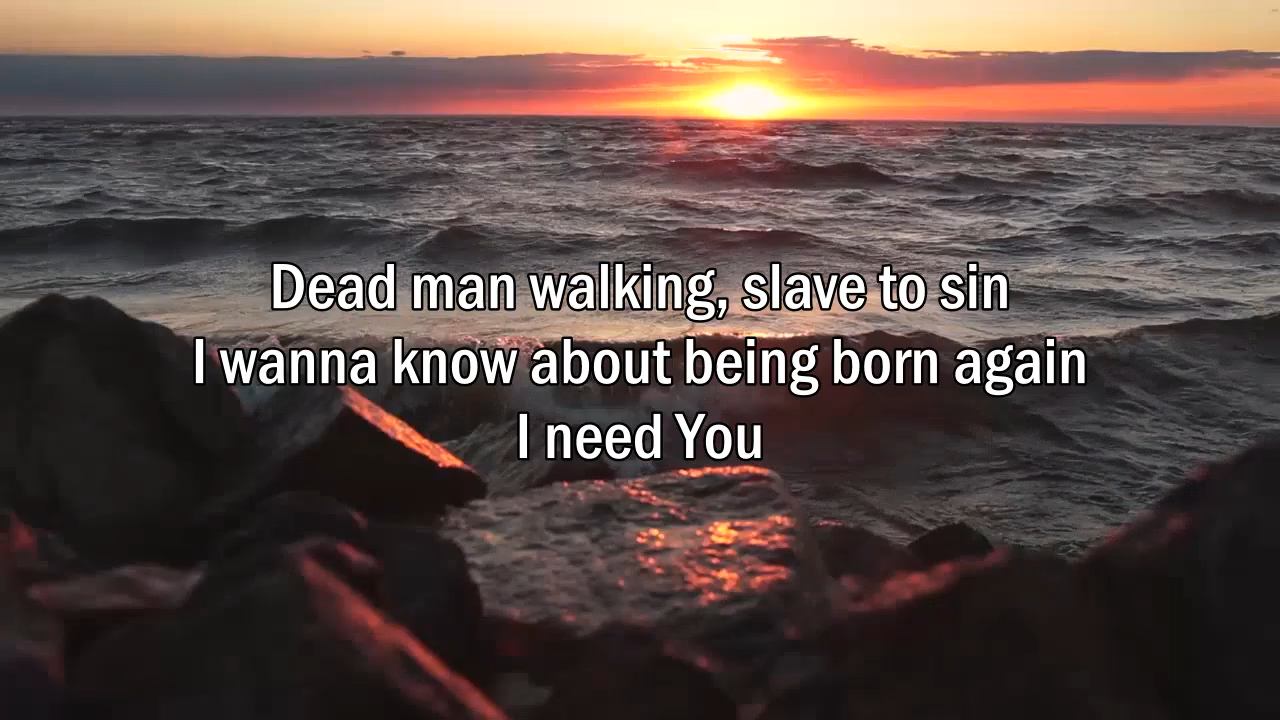 Dead man walking, slave to sin
I wanna know about being born again
I need You